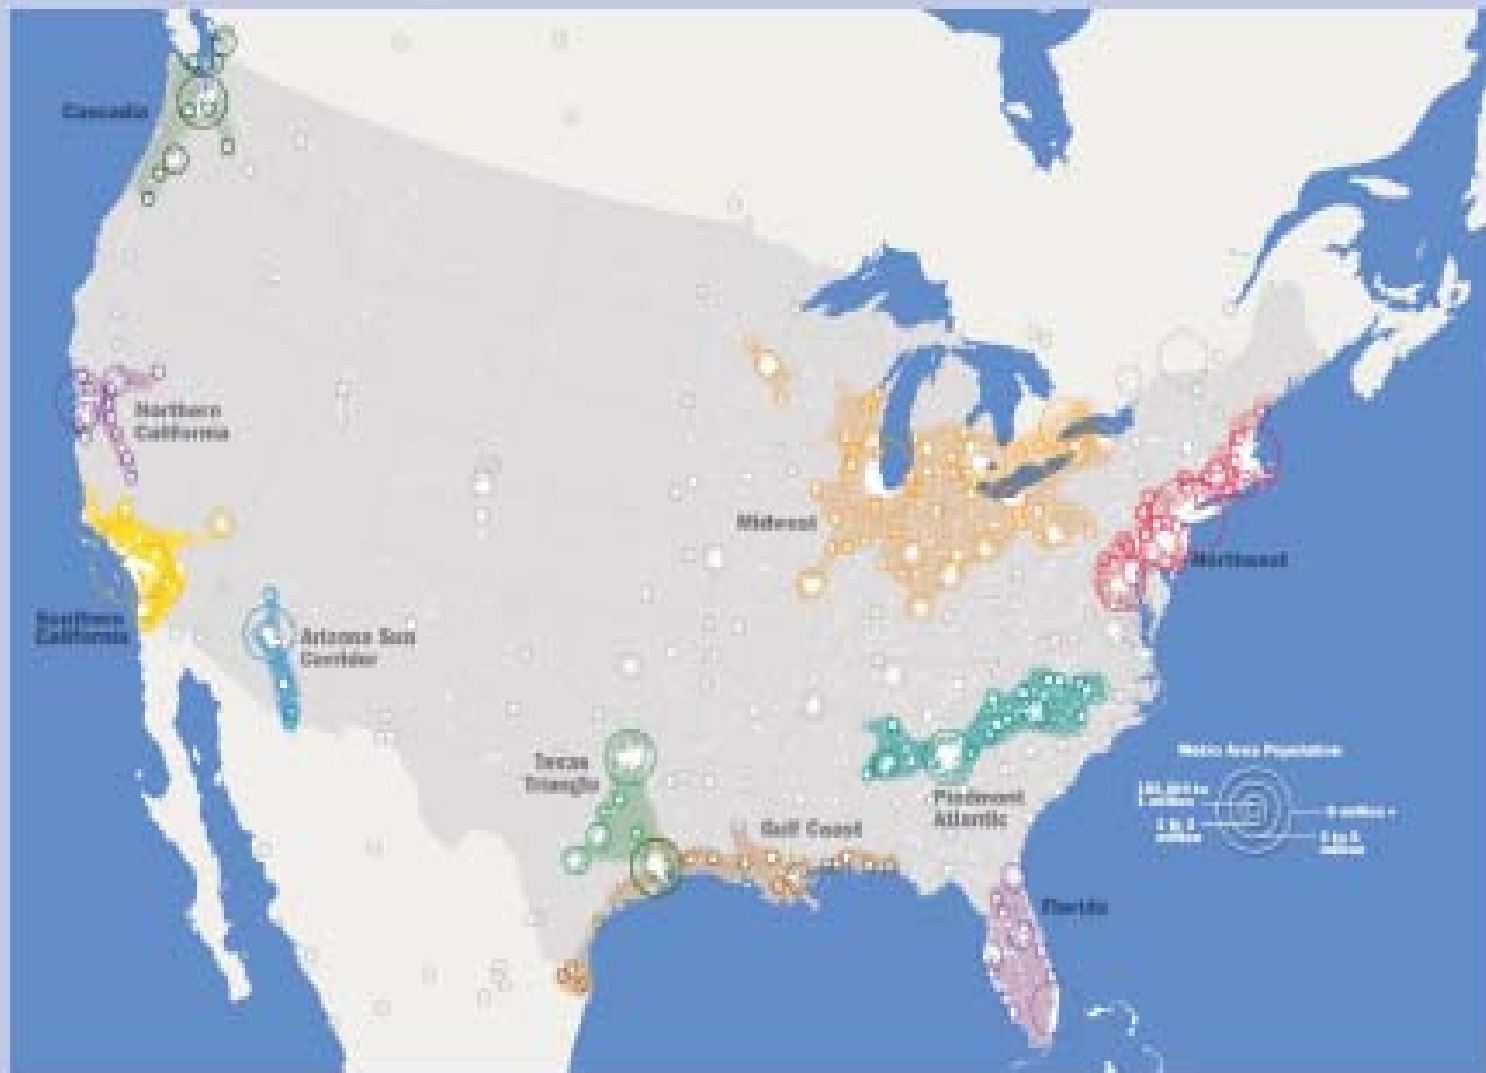 Cascadia
Northern
California
Midwest
Northeast
Southern
California
Arizona Sun
Corridor
Texas
Triangle
Piedmont
Atlantic
Gulf Coast
Florida
Metro Area Population